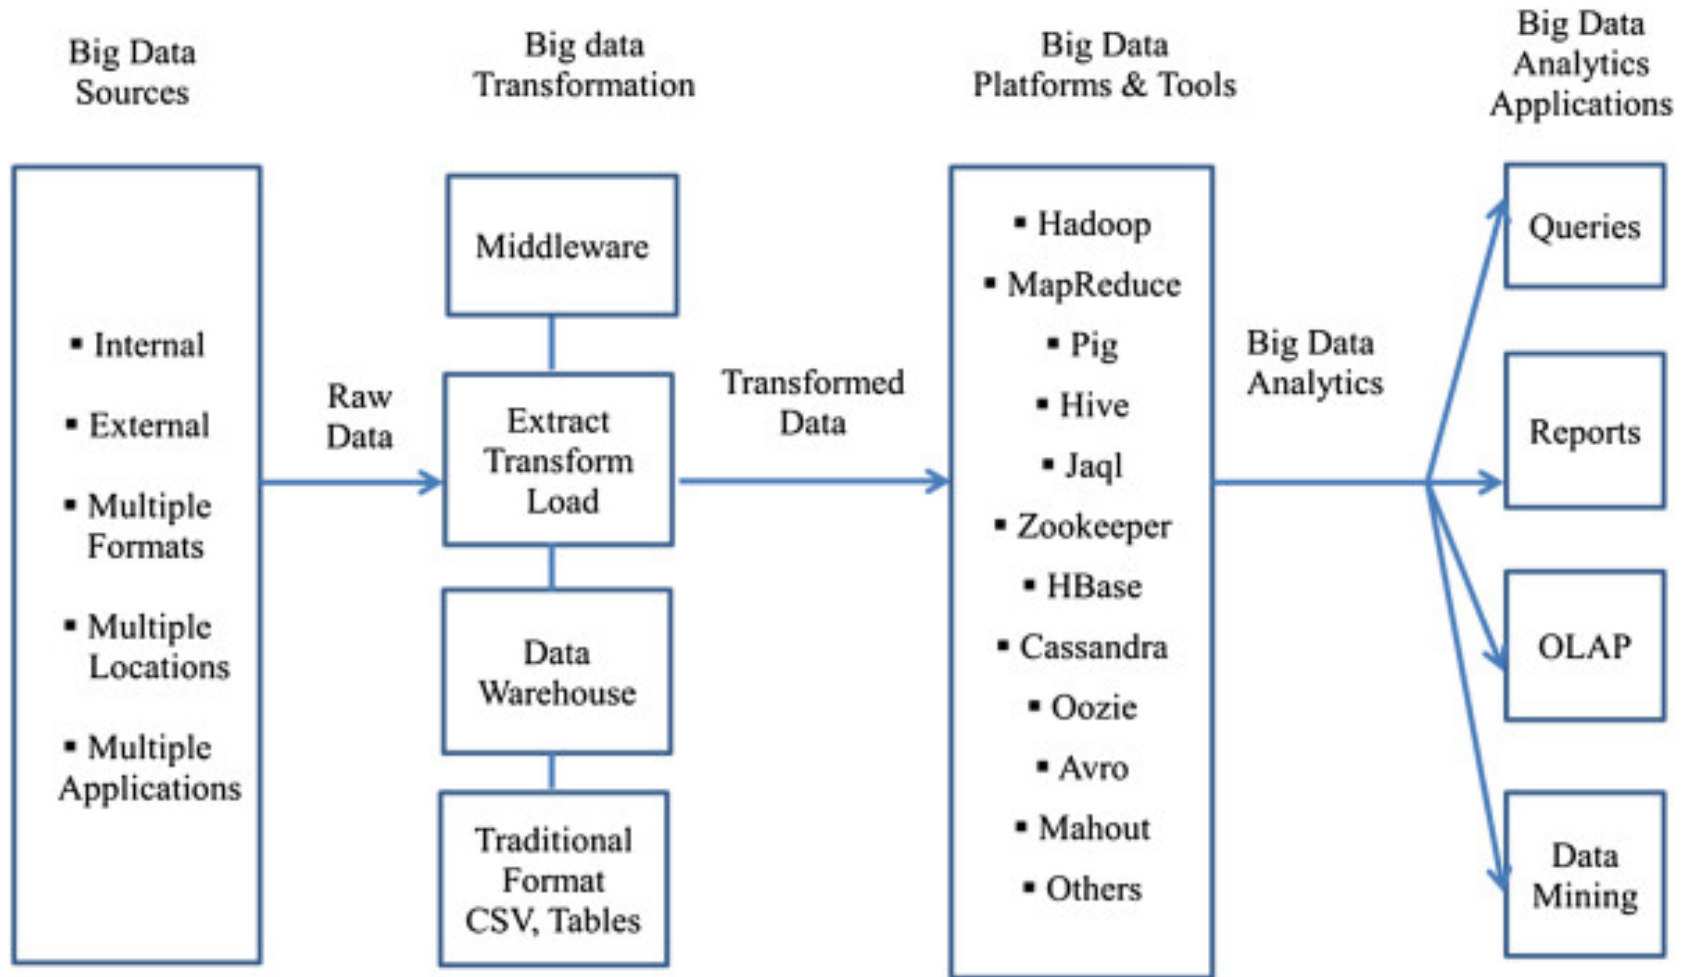 Big Data
Sources
▪ Internal
▪ External
▪ Multiple
Formats
▪ Multiple
Locations
▪ Multiple
Applications
Raw
Data
Big data
Transformation
Middleware
Extract
Transform
Load
Data
Warehouse
Traditional
Format
CSV, Tables
Transformed
Data
Big Data
Platforms & Tools
▪ Hadoop
▪ MapReduce
▪ Pig
▪ Hive
▪ Jaql
▪ Zookeeper
▪ HBase
▪ Cassandra
▪ Oozie
▪ Avro
▪ Mahout
▪ Others
Big Data
Analytics
Big Data
Analytics
Applications
Queries
Reports
OLAP
Data
Mining